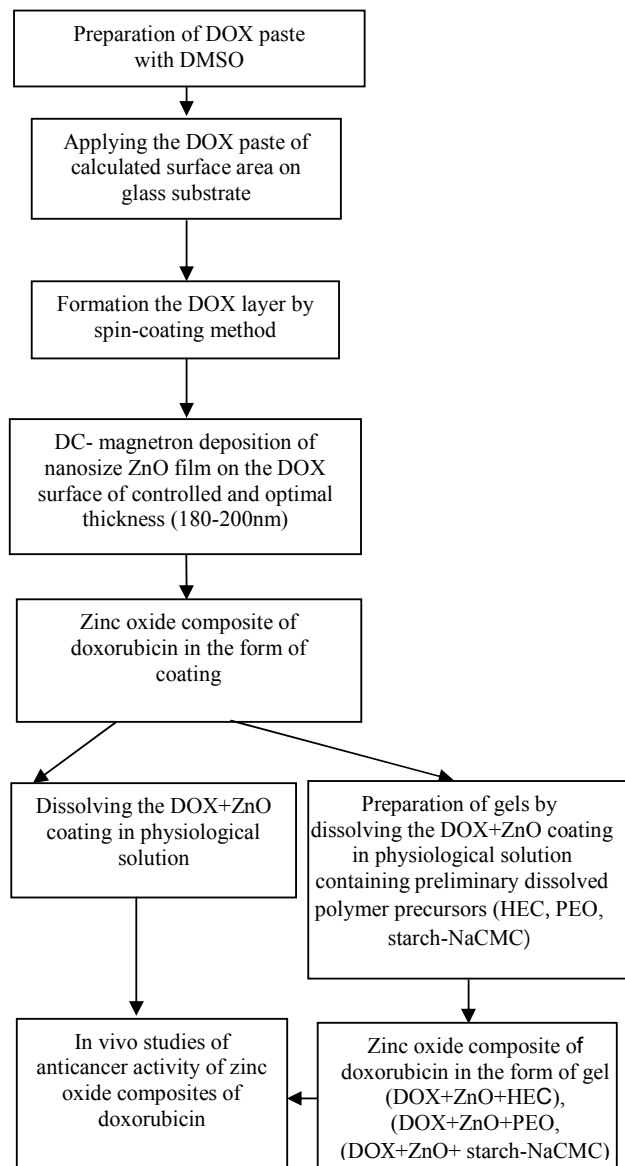 Preparation of DOX paste
with DMSO
Applying the DOX paste of
calculated surface area on
glass substrate
Formation the DOX layer by
spin-coating method
DC- magnetron deposition of
nanosize ZnO film on the DOX
surface of controlled and optimal
thickness (180-200nm)
Zinc oxide composite of
doxorubicin in the form of
coating
Dissolving the DOX+ZnO
coating in physiological
solution
Preparation of gels by
dissolving the DOX+ZnO coating
in physiological solution
containing preliminary dissolved
polymer precursors (HEC, PEO,
starch-NaCMC)
In vivo studies of
anticancer activity of zinc
oxide composites of
doxorubicin
Zinc oxide composite of
doxorubicin in the form of gel
(DOX+ZnO+HEC),
(DOX+ZnO+PEO,
(DOX+ZnO+ starch-NaCMC)